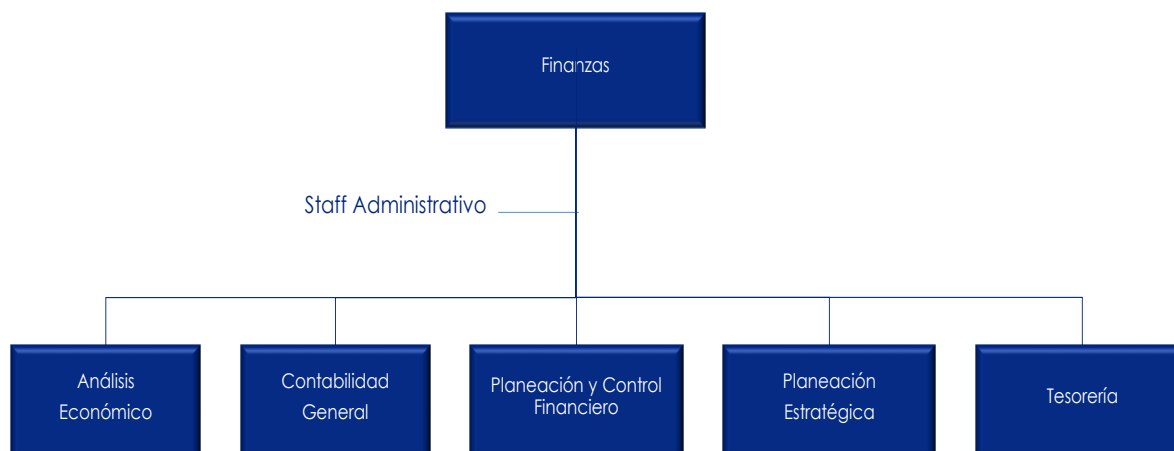 Finanzas
Staff Administrativo
Análisis
Económico
Contabilidad
General
Planeación y Control
Financiero
Planeación
Estratégica
Tesorería